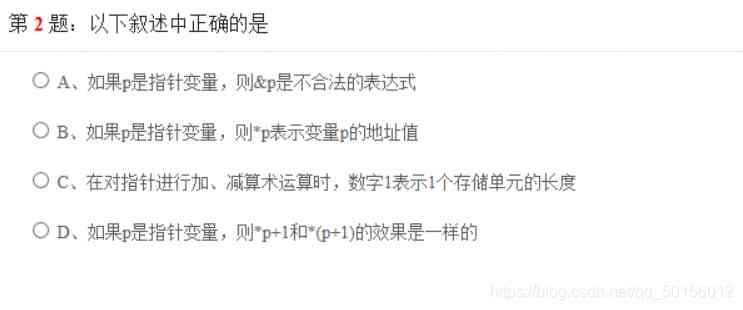 第 2 题：以下叙述中正确的是
A、如果p是指针变量，则&p是不合法的表达式
B、如果p是指针变量，则*p表示变量p的地址值
C、在对指针进行加、减算术运算时，数字1表示1个存储单元的长度
D、如果p是指针变量，则*p+1和*(p+1)的效果是一样的
https://blog.csdn.net/qq_50156012